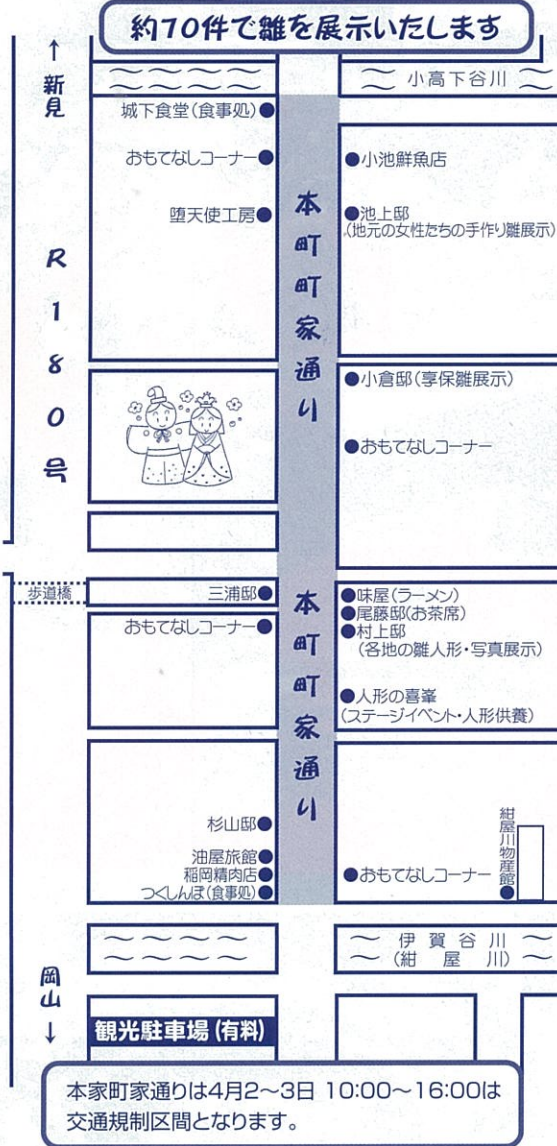 約70件で雛を展示いたします
↑
新見
R180号
小高下谷川
城下食堂(食事処)●
おもてなしコーナー●
堕天使工房●
本町町家通り
●小池鮮魚店
●池上邸
(地元の女性たちの手作り雛展示)
●小倉邸(享保雛展示)
●おもてなしコーナー
歩道橋
三浦邸●
おもてなしコーナー●
本町町家通り
●味屋(ラーメン)
●尾藤邸(お茶席)
●村上邸
(各地の雛人形・写真展示)
●人形の喜峯
(ステージイベント・人形供養)
杉山邸●
油屋旅館●
稲岡精肉店●
つくしんぼ(食事処)●
●おもてなしコーナー
紺屋川物産館●
伊賀谷川
(紺屋川)
岡山
↓
観光駐車場(有料)
本家町家通りは4月2~3日 10:00~16:00は
交通規制区間となります。